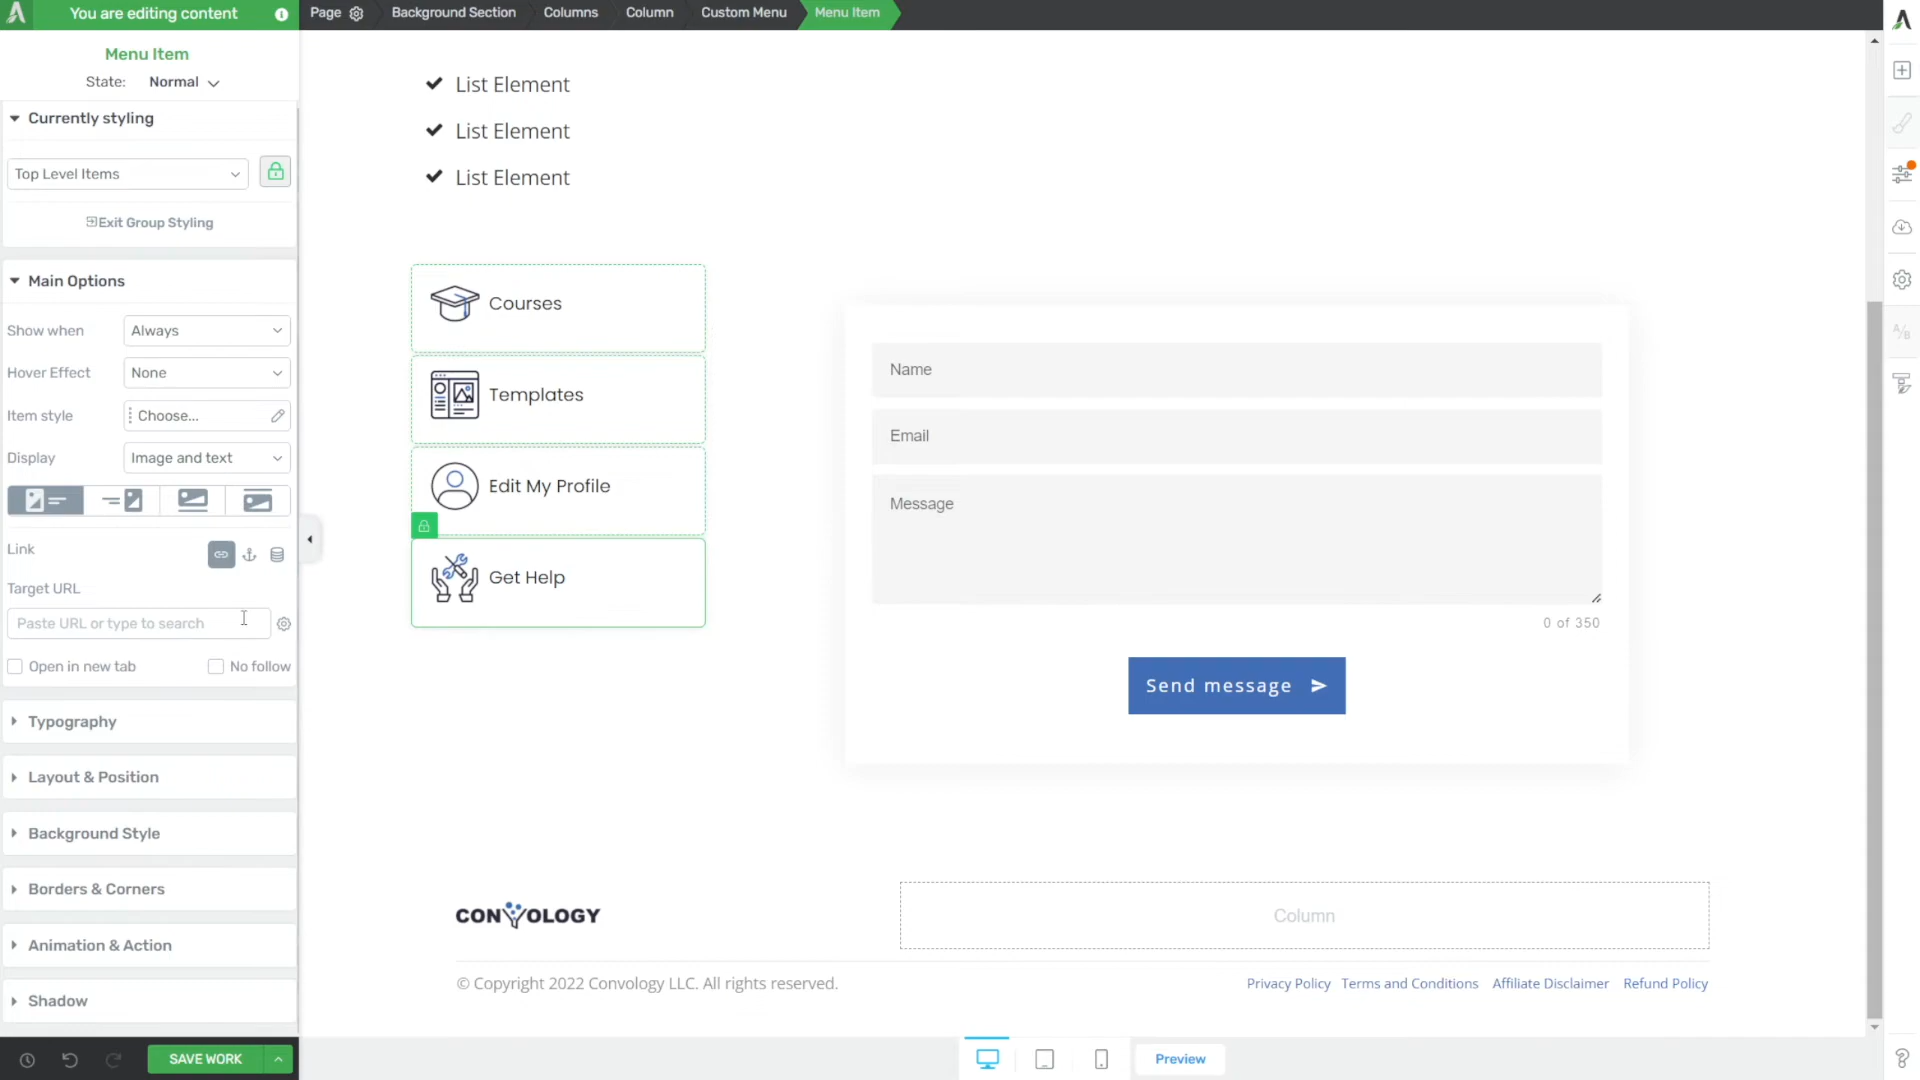 You are editing content
Page
Background Section
Columns
Column
Custom Menu
Menu Item
Menu Item
State: Normal
Currently styling
Top Level Items
Exit Group Styling
Main Options
Show when Always
Hover Effect None
Item style Choose...
Display Image and text
Link
Target URL
Paste URL or type to search
Open in new tab No follow
Typography
Layout & Position
Background Style
Borders & Corners
Animation & Action
Shadow
SAVE WORK
List Element
List Element
List Element
Courses
Templates
Edit My Profile
Get Help
Name
Email
Message
0 of 350
Send message
CONVOLOGY
Column
© Copyright 2022 Convology LLC. All rights reserved.
Privacy Policy Terms and Conditions Affiliate Disclaimer Refund Policy
Preview
A/B